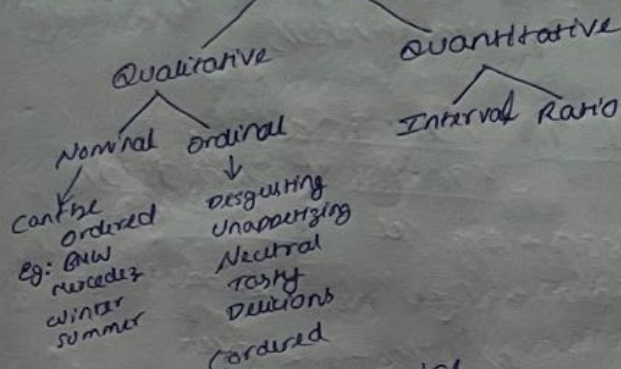 Qualitative Quantitative
Nominal Ordinal Interval Ratio
Can't be
ordered
Eg: BMW
Mercedez
Winter
Summer
Disgusting
Unappetizing
Neutral
Tasty
Delicious
(ordered